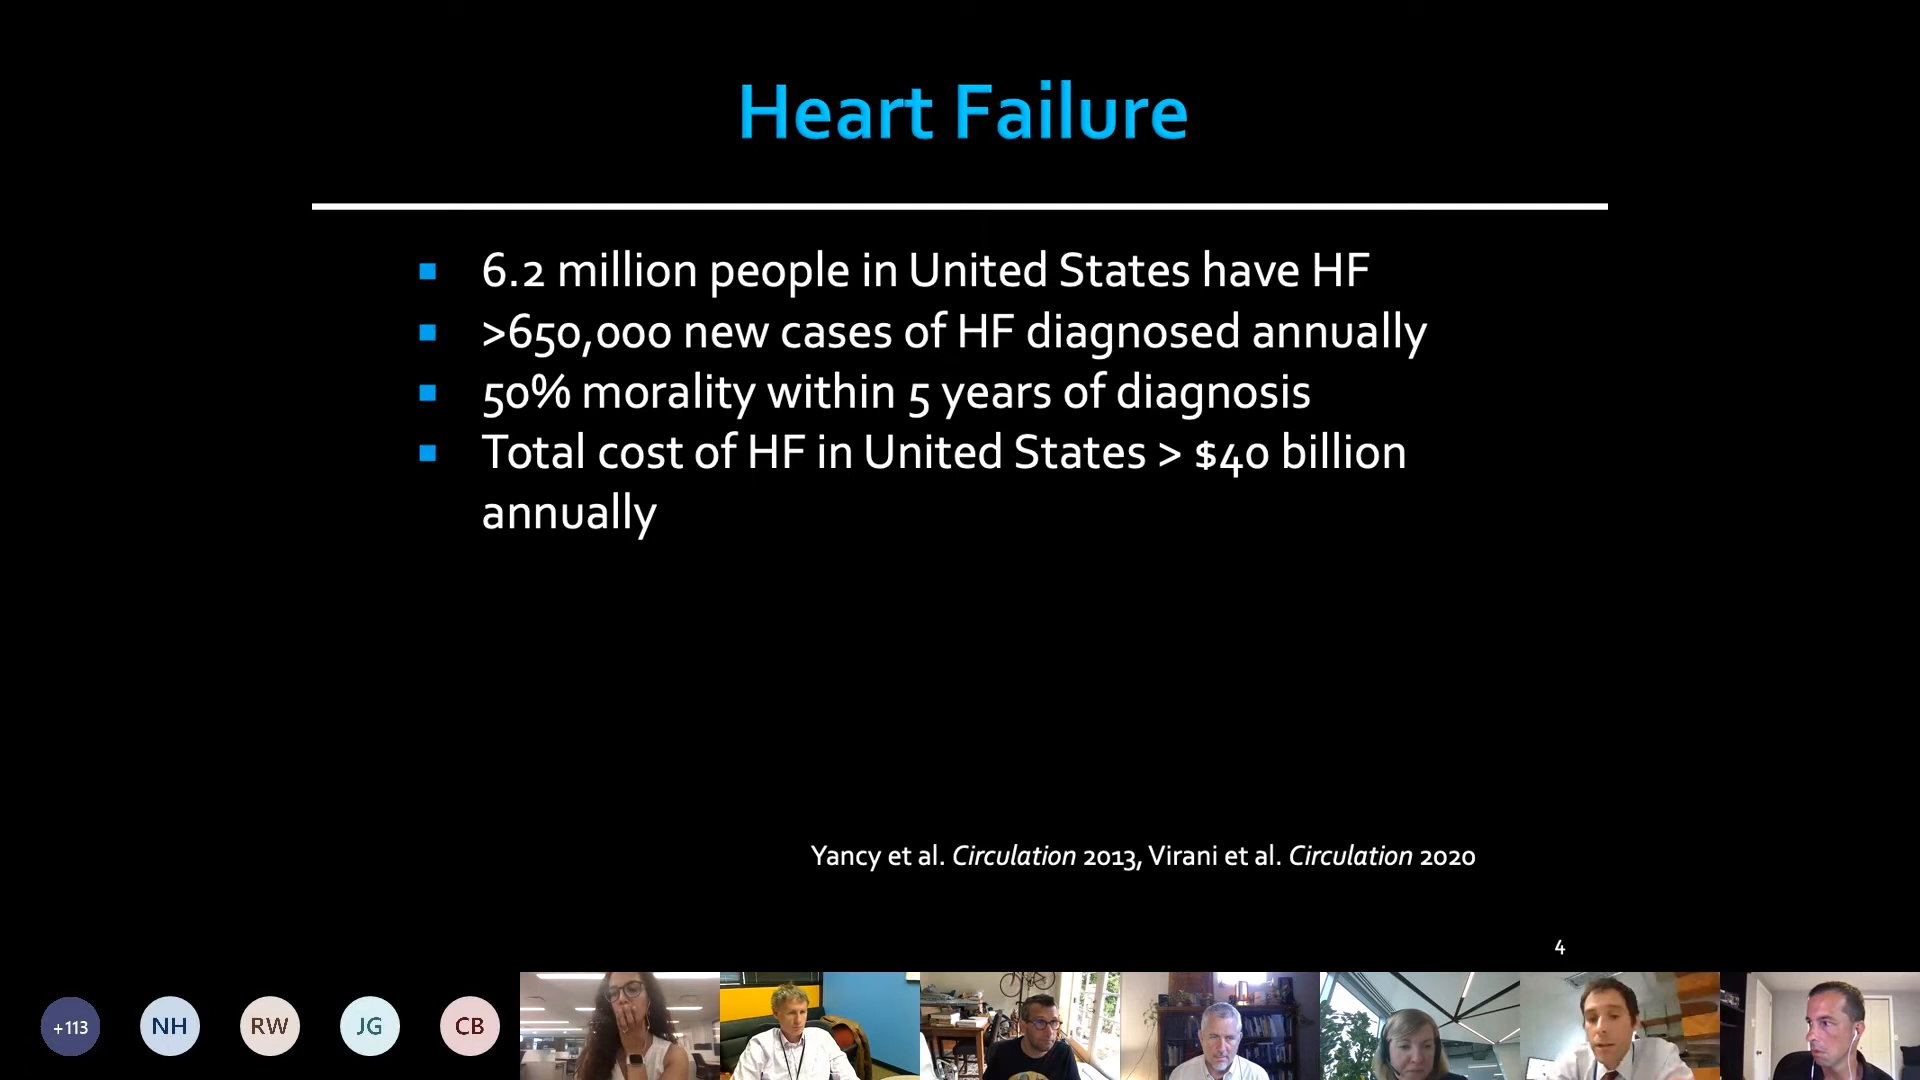 Heart Failure
6.2 million people in United States have HF
>650,000 new cases of HF diagnosed annually
50% morality within 5 years of diagnosis
Total cost of HF in United States > $40 billion
annually
Yancy et al. Circulation 2013, Virani et al. Circulation 2020
4
+113 NH RW JG CB